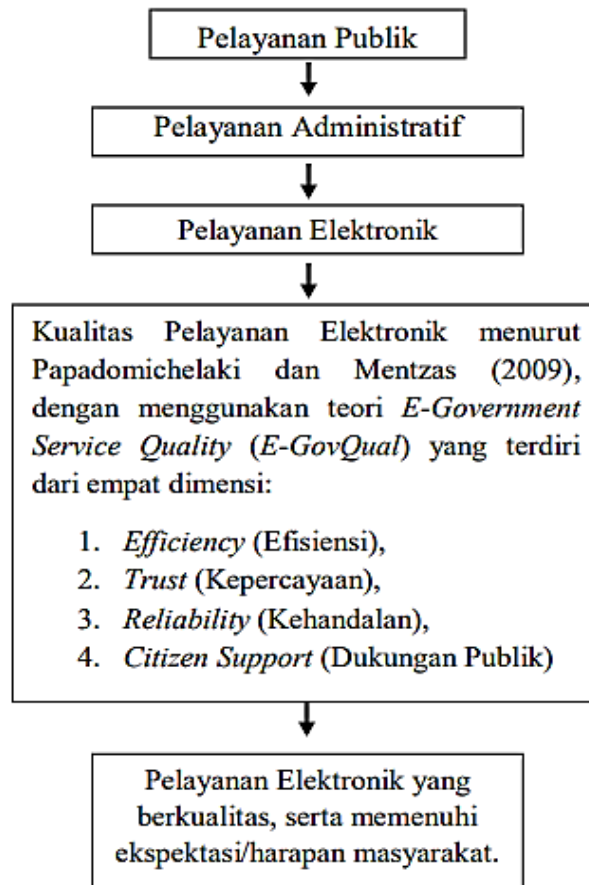 Pelayanan Publik
Pelayanan Administratif
Pelayanan Elektronik
Kualitas Pelayanan Elektronik menurut
Papadomichelaki dan Mentzas (2009),
dengan menggunakan teori E-Government
Service Quality (E-GovQual) yang terdiri
dari empat dimensi:
1. Efficiency (Efisiensi),
2. Trust (Kepercayaan),
3. Reliability (Kehandalan),
4. Citizen Support (Dukungan Publik)
Pelayanan Elektronik yang
berkualitas, serta memenuhi
ekspektasi/harapan masyarakat.